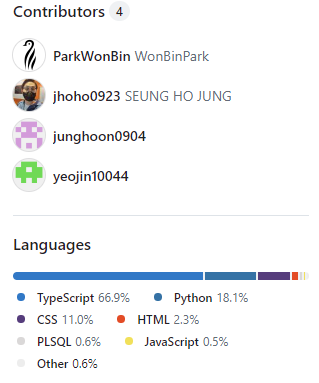 Contributors 4
ParkWonBin WonBinPark
jhoho0923 SEUNG HO JUNG
junghoon0904
yeojin10044
Languages
TypeScript 66.9% Python 18.1%
CSS 11.0% HTML 2.3%
PLSQL 0.6% JavaScript 0.5%
Other 0.6%